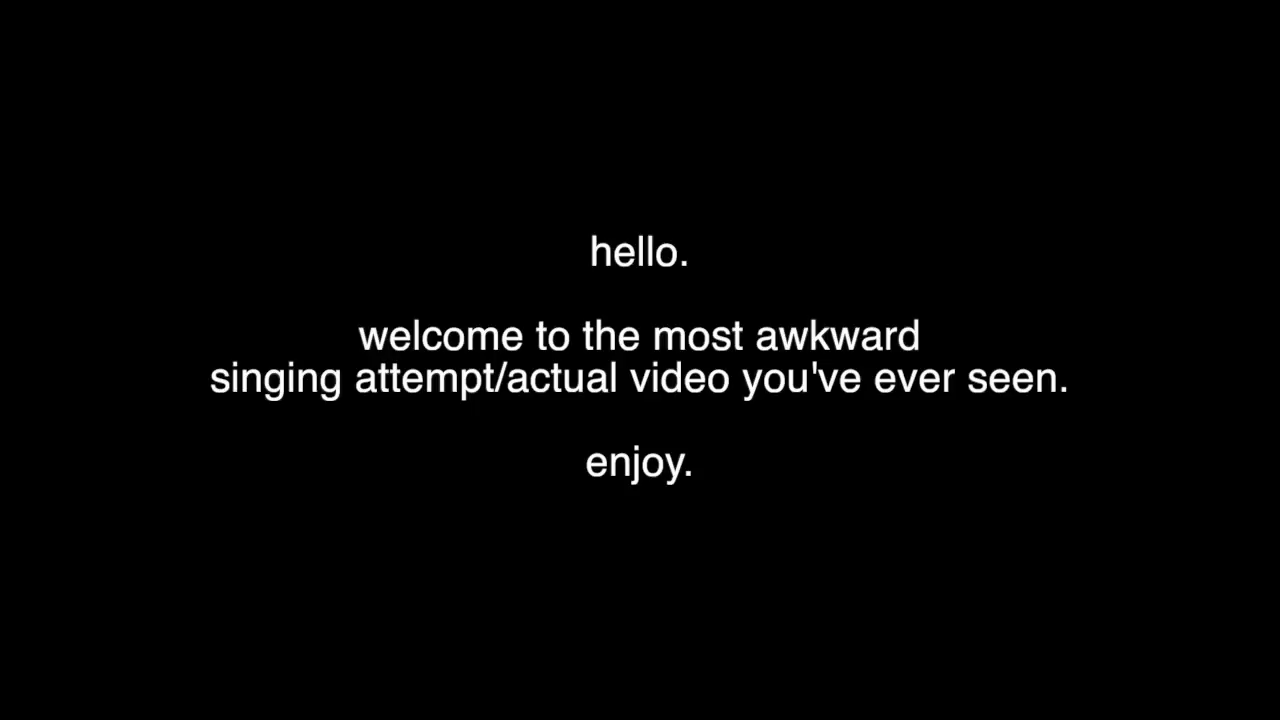 hello.
welcome to the most awkward
singing attempt/actual video you've ever seen.
enjoy.